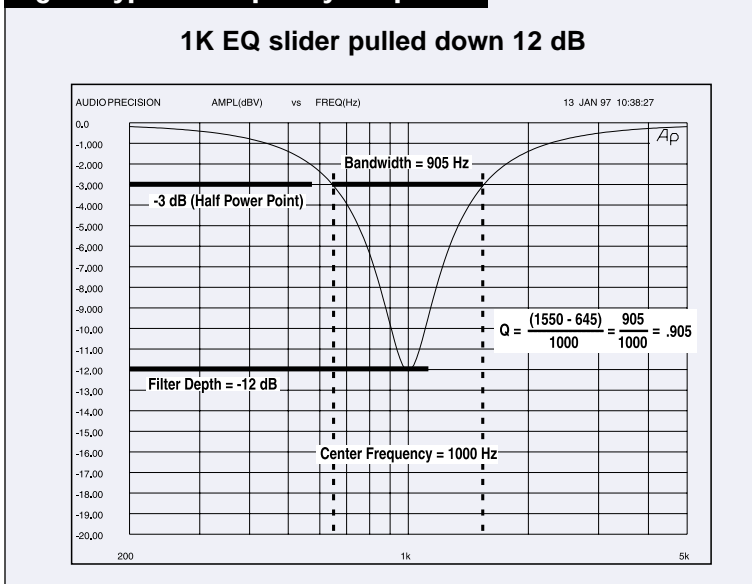 1K EQ slider pulled down 12 dB
AUDIO PRECISION AMPL(dBV) vs FREQ(Hz) 13 JAN 97 10:38:27
0.0
Ap
-1.000
-2.000
Bandwidth = 905 Hz
-3.000
-3 dB (Half Power Point)
-4.000
-5.000
-6.000
-7.000
-8.000
-9.000
-10.00
Q = (1550 - 645) / 1000 = 905 / 1000 = .905
-11.00
-12.00
Filter Depth = -12 dB
-13.00
-14.00
-15.00
-16.00
Center Frequency = 1000 Hz
-17.00
-18.00
-19.00
-20.00
200 1k 5k